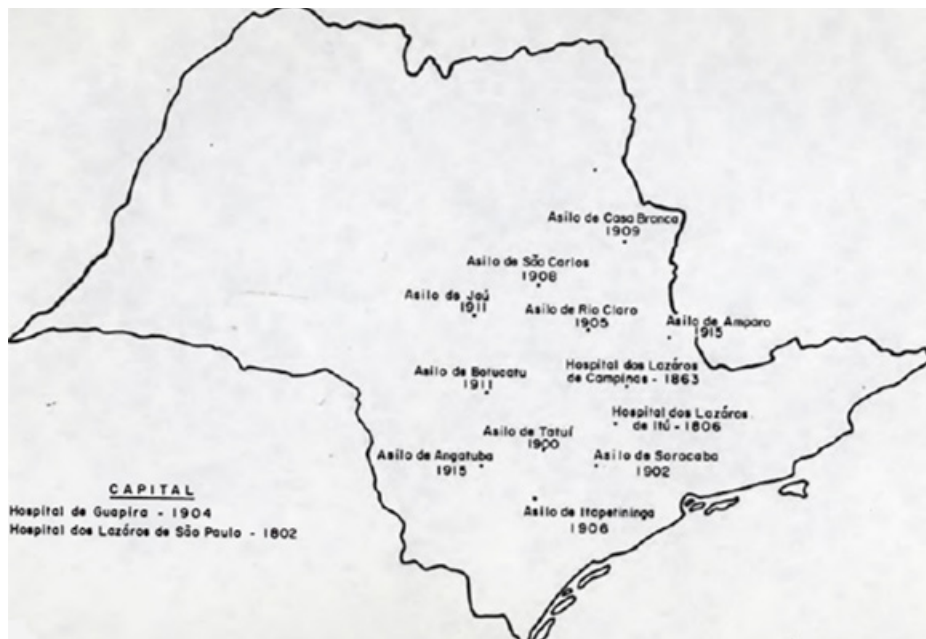 Asilo de Casa Branca
1909
Asilo de São Carlos
1908
Asilo de Jaú
1911
Asilo de Rio Claro
1905
Asilo de Amparo
1915
Asilo de Botucatu
1911
Hospital dos Lazáros
de Campinas - 1863
Hospital dos Lazáros
de Itú - 1806
Asilo de Tatuí
1900
Asilo de Angatuba
1915
Asilo de Sorocaba
1902
Asilo de Itapetininga
1906
CAPITAL
Hospital de Guapira - 1904
Hospital dos Lazáros de São Paulo - 1802